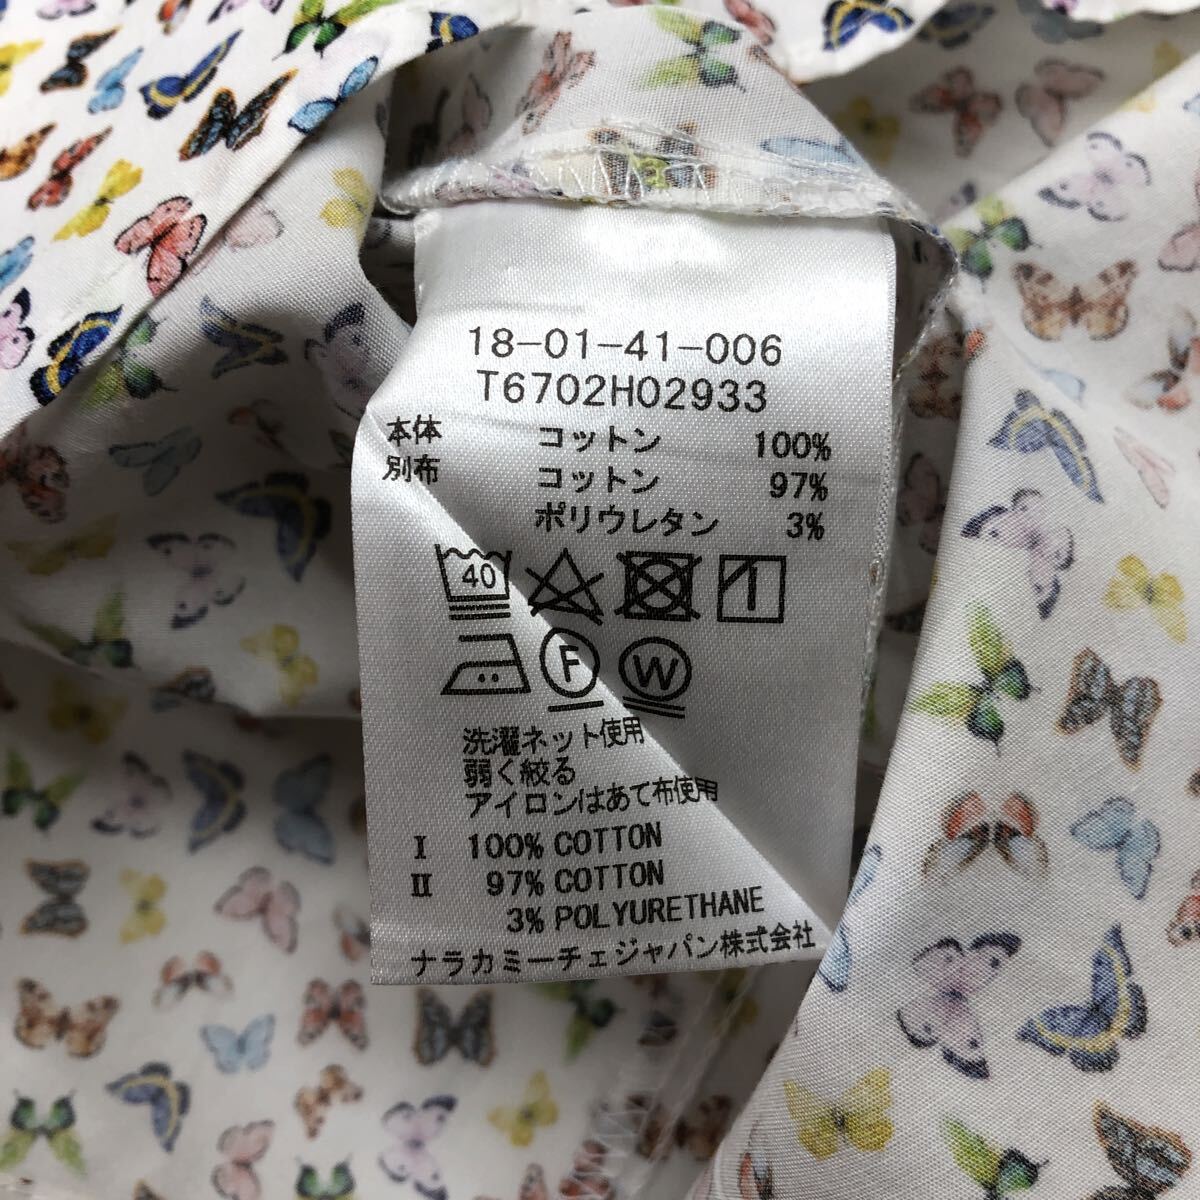 18-01-41-006
T6702H02933
本体 コットン 100%
別布 コットン 97%
ポリウレタン 3%
40
F W
洗濯ネット使用
弱く絞る
アイロンはあて布使用
I 100% COTTON
II 97% COTTON
3% POLYURETHANE
ナラカミーチェジャパン株式会社